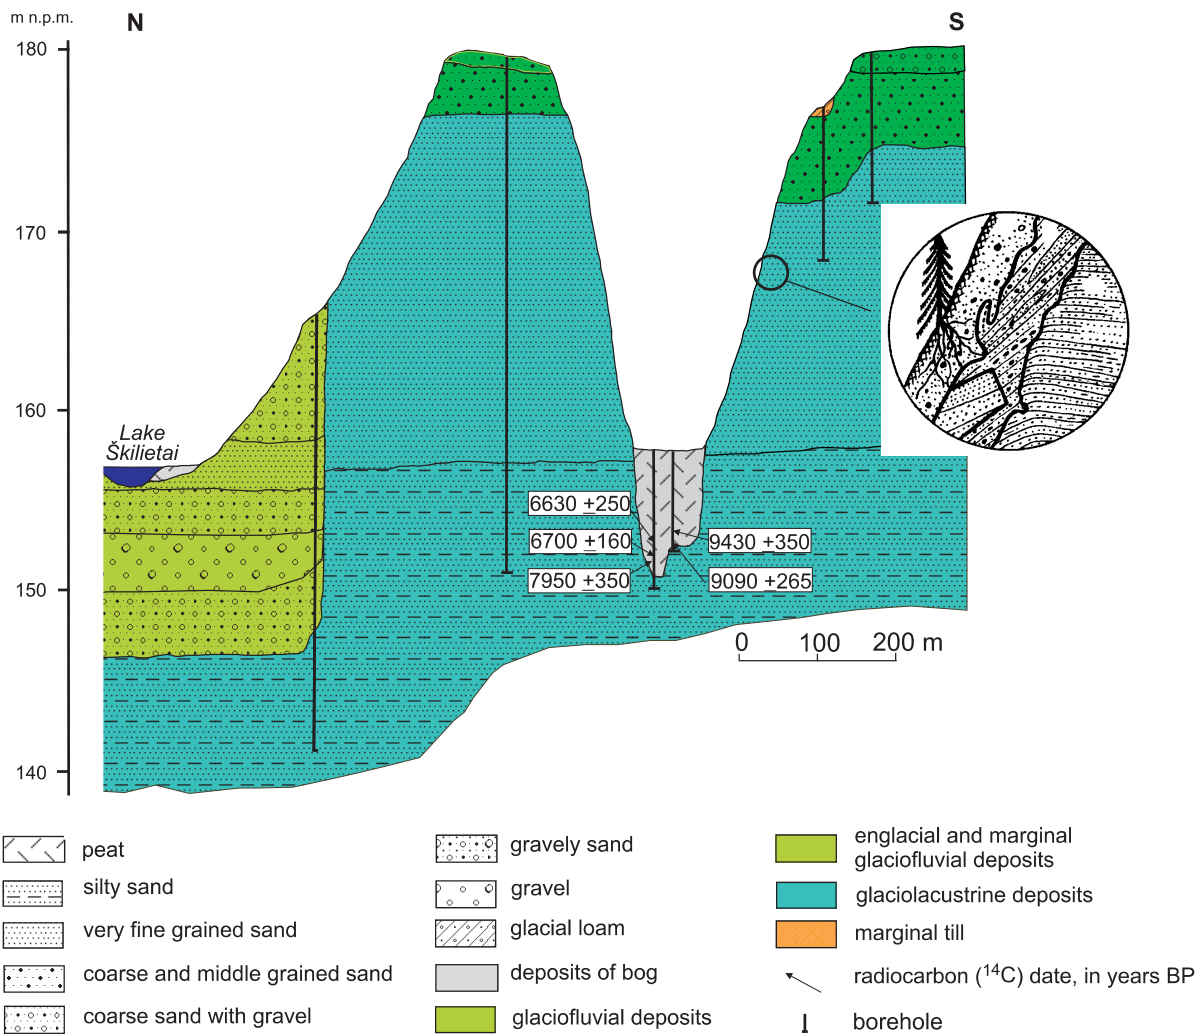 m n.p.m.
N
S
180
170
160
150
140
Lake
Škilietai
6630 ±250
6700 ±160
7950 ±350
9430 ±350
9090 ±265
0 100 200 m
peat
silty sand
very fine grained sand
coarse and middle grained sand
coarse sand with gravel
gravely sand
gravel
glacial loam
deposits of bog
glaciofluvial deposits
englacial and marginal
glaciofluvial deposits
glaciolacustrine deposits
marginal till
radiocarbon (¹⁴C) date, in years BP
borehole